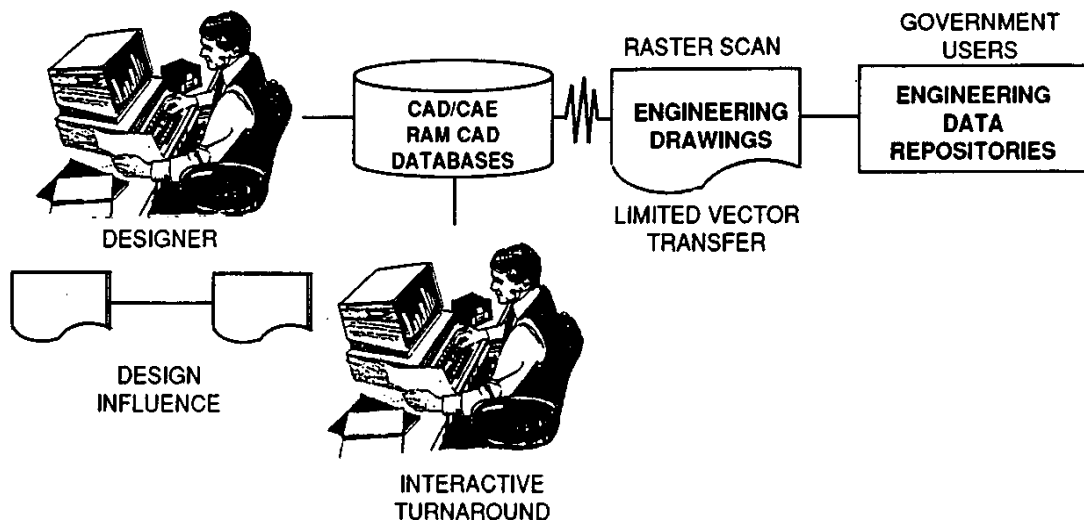 GOVERNMENT
USERS
RASTER SCAN
CAD/CAE
RAM CAD
DATABASES
ENGINEERING
DRAWINGS
ENGINEERING
DATA
REPOSITORIES
LIMITED VECTOR
TRANSFER
DESIGNER
DESIGN
INFLUENCE
INTERACTIVE
TURNAROUND